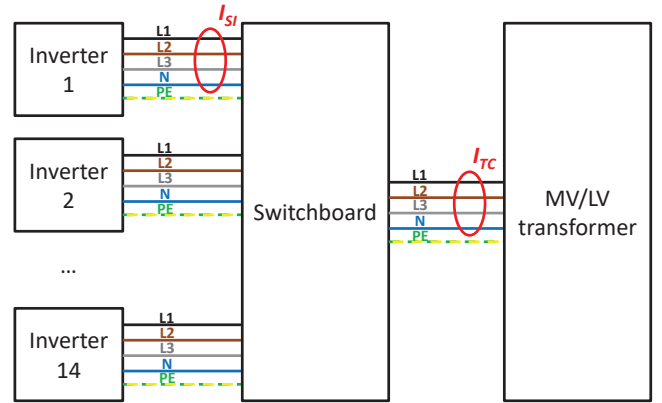 I_SI
L1
L2
L3
N
PE
Inverter
1
L1
L2
L3
N
PE
Inverter
2
...
L1
L2
L3
N
PE
Inverter
14
Switchboard
I_TC
L1
L2
L3
N
PE
MV/LV
transformer